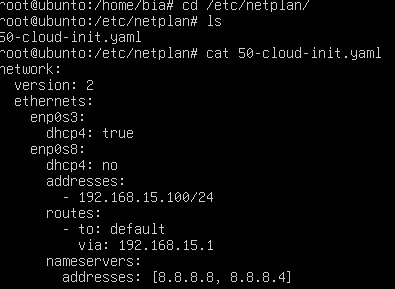 root@ubunto:/home/bia# cd /etc/netplan/
root@ubunto:/etc/netplan# ls
50-cloud-init.yaml
root@ubunto:/etc/netplan# cat 50-cloud-init.yaml
network:
  version: 2
  ethernets:
    enp0s3:
      dhcp4: true
    enp0s8:
      dhcp4: no
      addresses:
        - 192.168.15.100/24
      routes:
        - to: default
          via: 192.168.15.1
      nameservers:
        addresses: [8.8.8.8, 8.8.8.4]